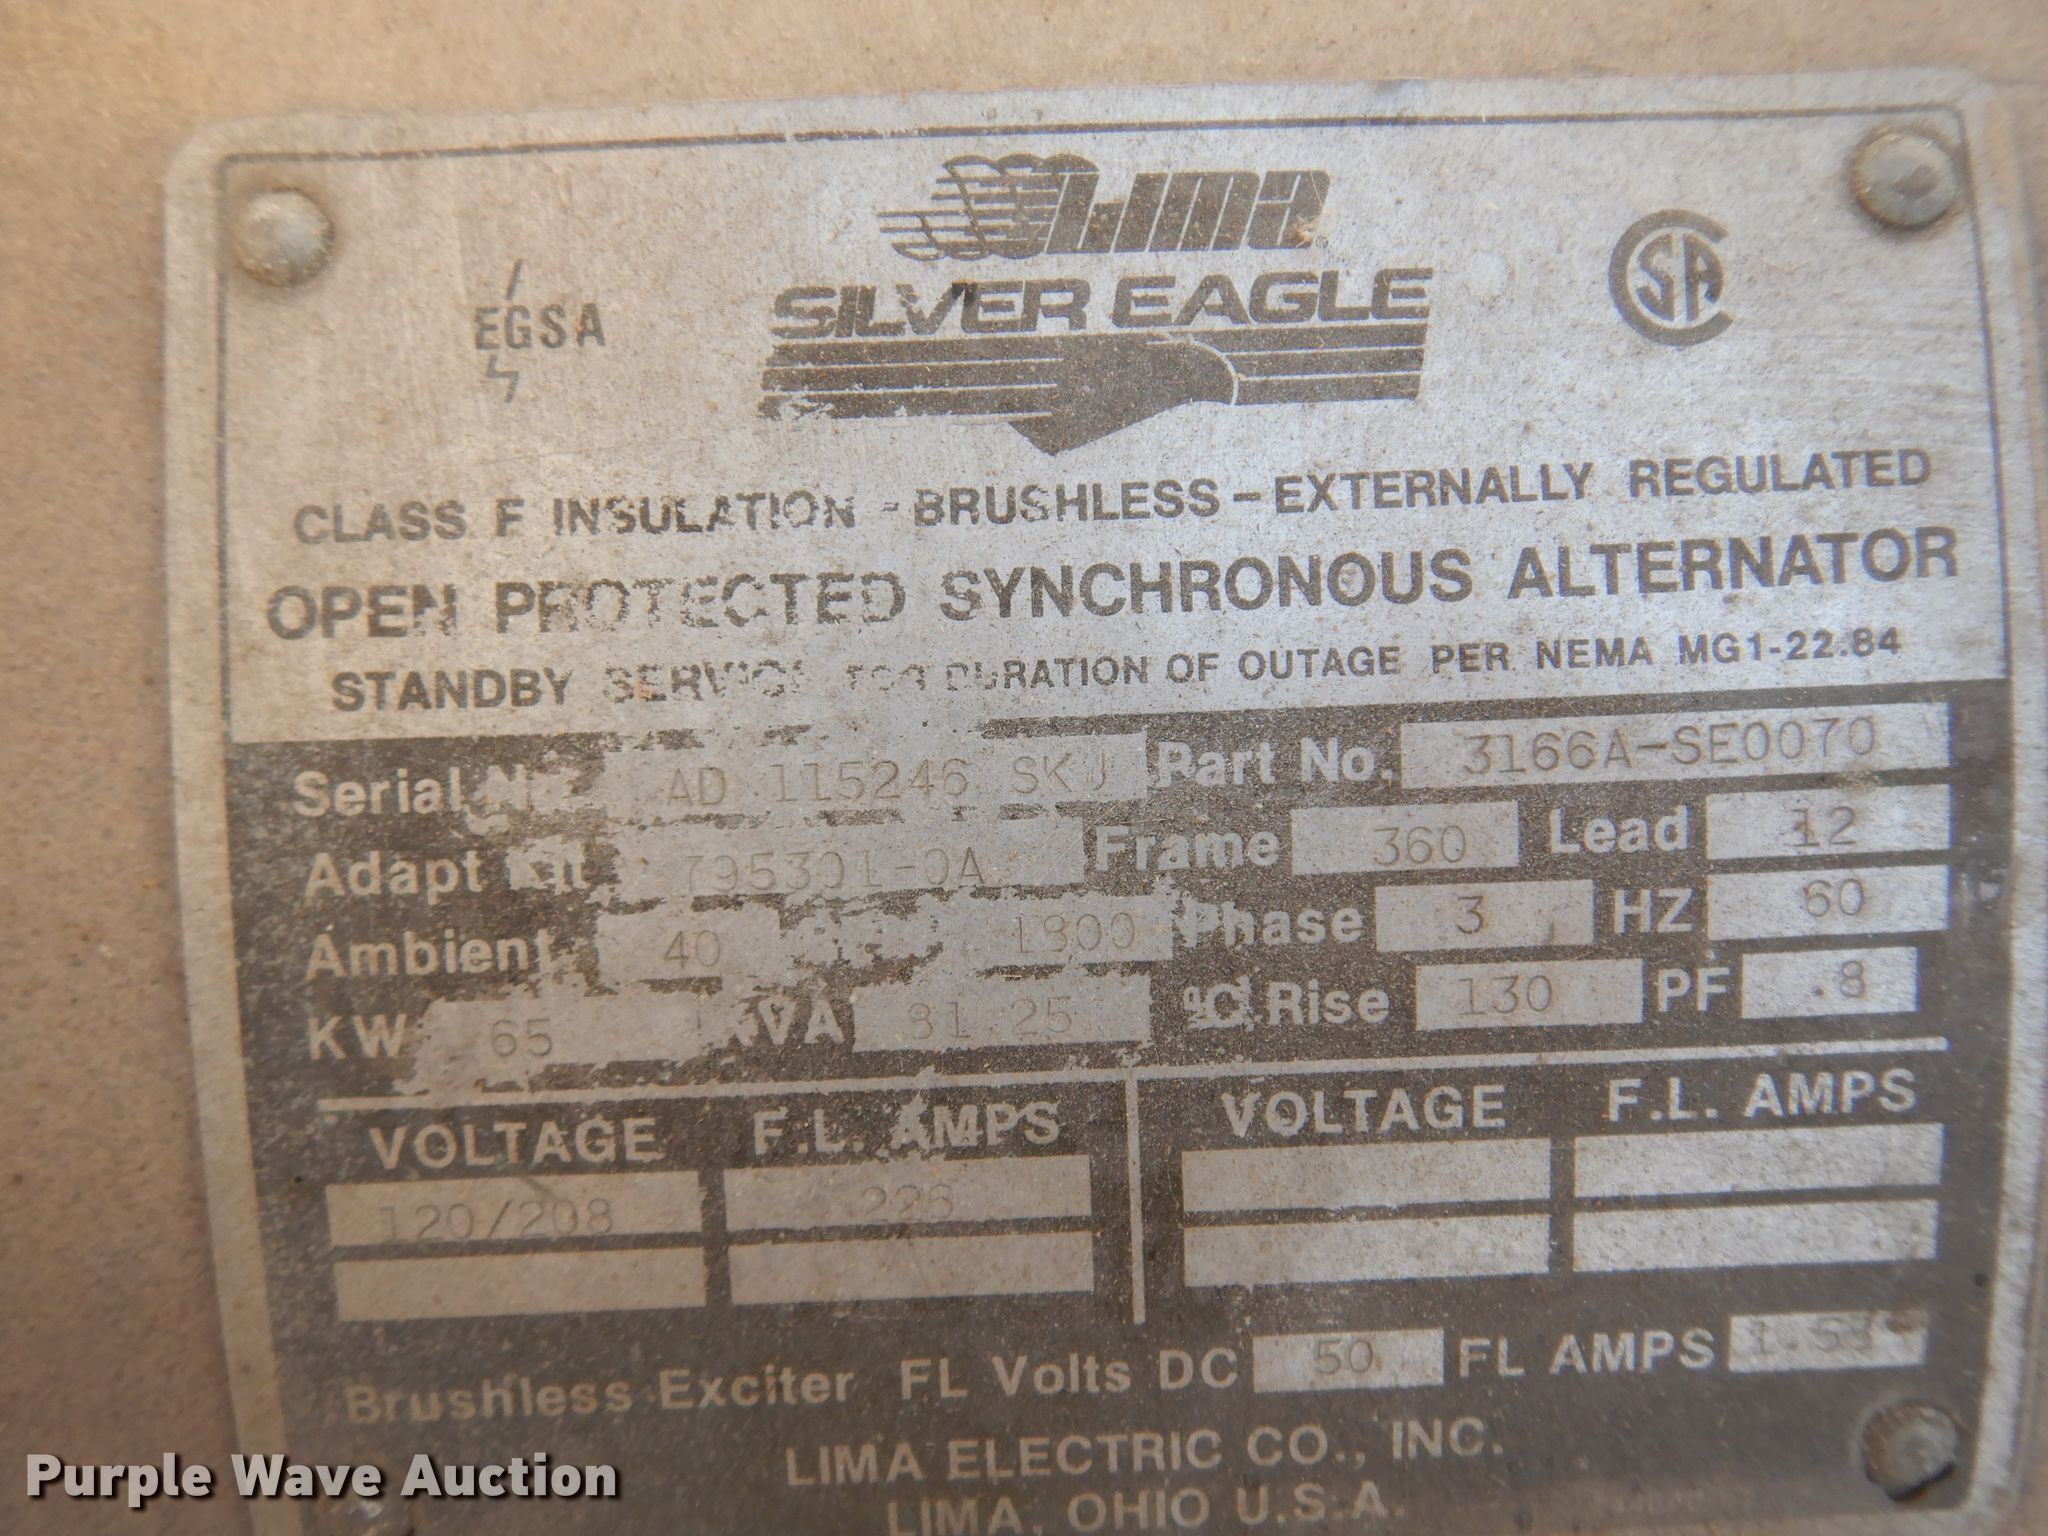 LIMA
SILVER EAGLE
EGSA
CSA
CLASS F INSULATION - BRUSHLESS - EXTERNALLY REGULATED
OPEN PROTECTED SYNCHRONOUS ALTERNATOR
STANDBY SERVICE FOR DURATION OF OUTAGE PER NEMA MG1-22.84
Serial No. AD 115246 SKJ Part No. 3166A-SE0070
Adapt Kit 795301-0A Frame 360 Lead 12
Ambient 40 1800 Phase 3 HZ 60
KW 65 KVA 81.25 °C.Rise 130 PF .8
VOLTAGE F.L. AMPS VOLTAGE F.L. AMPS
120/208 226
Brushless Exciter FL Volts DC 50 FL AMPS
LIMA ELECTRIC CO., INC.
LIMA, OHIO U.S.A.
Purple Wave Auction